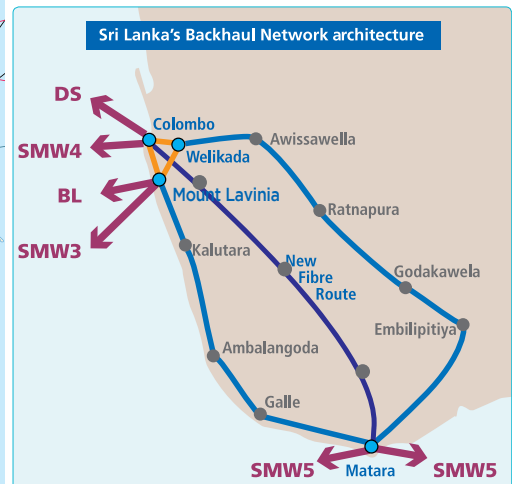 Sri Lanka's Backhaul Network architecture
DS
Colombo
SMW4
Awissawella
Welikada
BL
Mount Lavinia
Ratnapura
SMW3
Kalutara
New
Fibre
Route
Godakawela
Embilipitiya
Ambalangoda
Galle
SMW5
Matara
SMW5